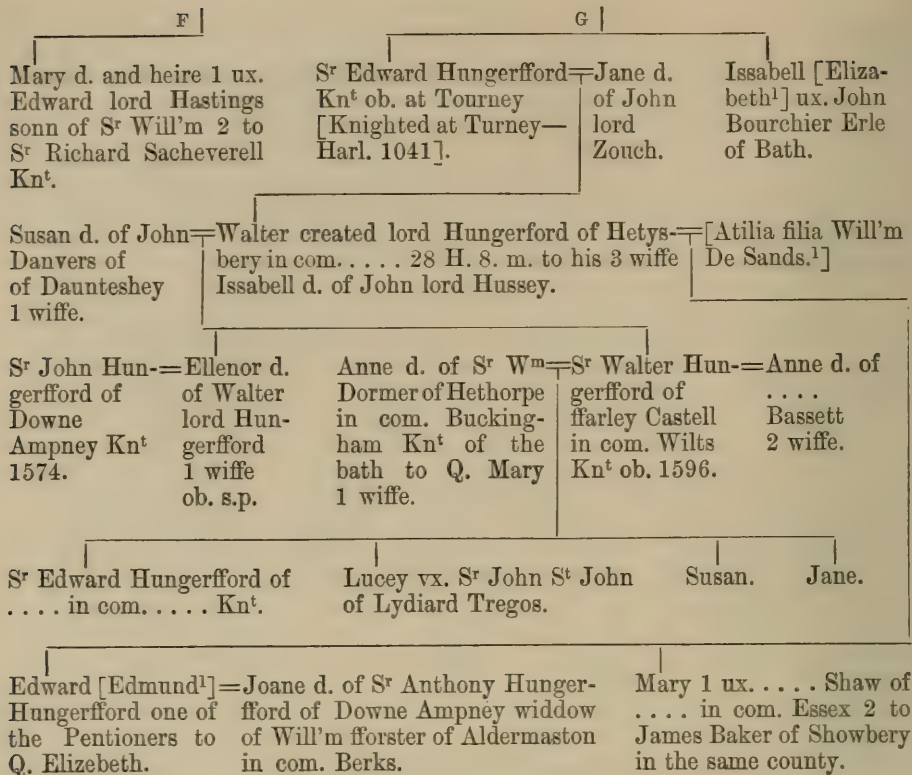 F
G
Mary d. and heire 1 ux.
Edward lord Hastings
sonn of Sʳ Will'm 2 to
Sʳ Richard Sacheverell
Knᵗ.
Sʳ Edward Hungerfford=Jane d.
Knᵗ ob. at Tourney
[Knighted at Turney—
Harl. 1041].
of John
lord
Zouch.
Issabell [Eliza-
beth¹] ux. John
Bourchier Erle
of Bath.
Susan d. of John=Walter created lord Hungerford of Hetys-=[Atilia filia Will'm
Danvers of
of Daunteshey
1 wiffe.
bery in com. . . . . 28 H. 8. m. to his 3 wiffe
Issabell d. of John lord Hussey.
De Sands.¹]
Sʳ John Hun-=Ellenor d.
gerfford of
Downe
Ampney Knᵗ
1574.
of Walter
lord Hun-
gerfford
1 wiffe
ob. s.p.
Anne d. of Sʳ Wᵐ=Sʳ Walter Hun-=Anne d. of
Dormer of Hethorpe
in com. Bucking-
ham Knᵗ of the
bath to Q. Mary
1 wiffe.
gerfford of
ffarley Castell
in com. Wilts
Knᵗ ob. 1596.
. . . .
Bassett
2 wiffe.
Sʳ Edward Hungerfford of
. . . . in com. . . . . Knᵗ.
Lucey vx. Sʳ John Sᵗ John
of Lydiard Tregos.
Susan.
Jane.
Edward [Edmund¹]=Joane d. of Sʳ Anthony Hunger-
Hungerfford one of
the Pentioners to
Q. Elizebeth.
fford of Downe Ampney widdow
of Will'm fforster of Aldermaston
in com. Berks.
Mary 1 ux. . . . . Shaw of
. . . . in com. Essex 2 to
James Baker of Showbery
in the same county.